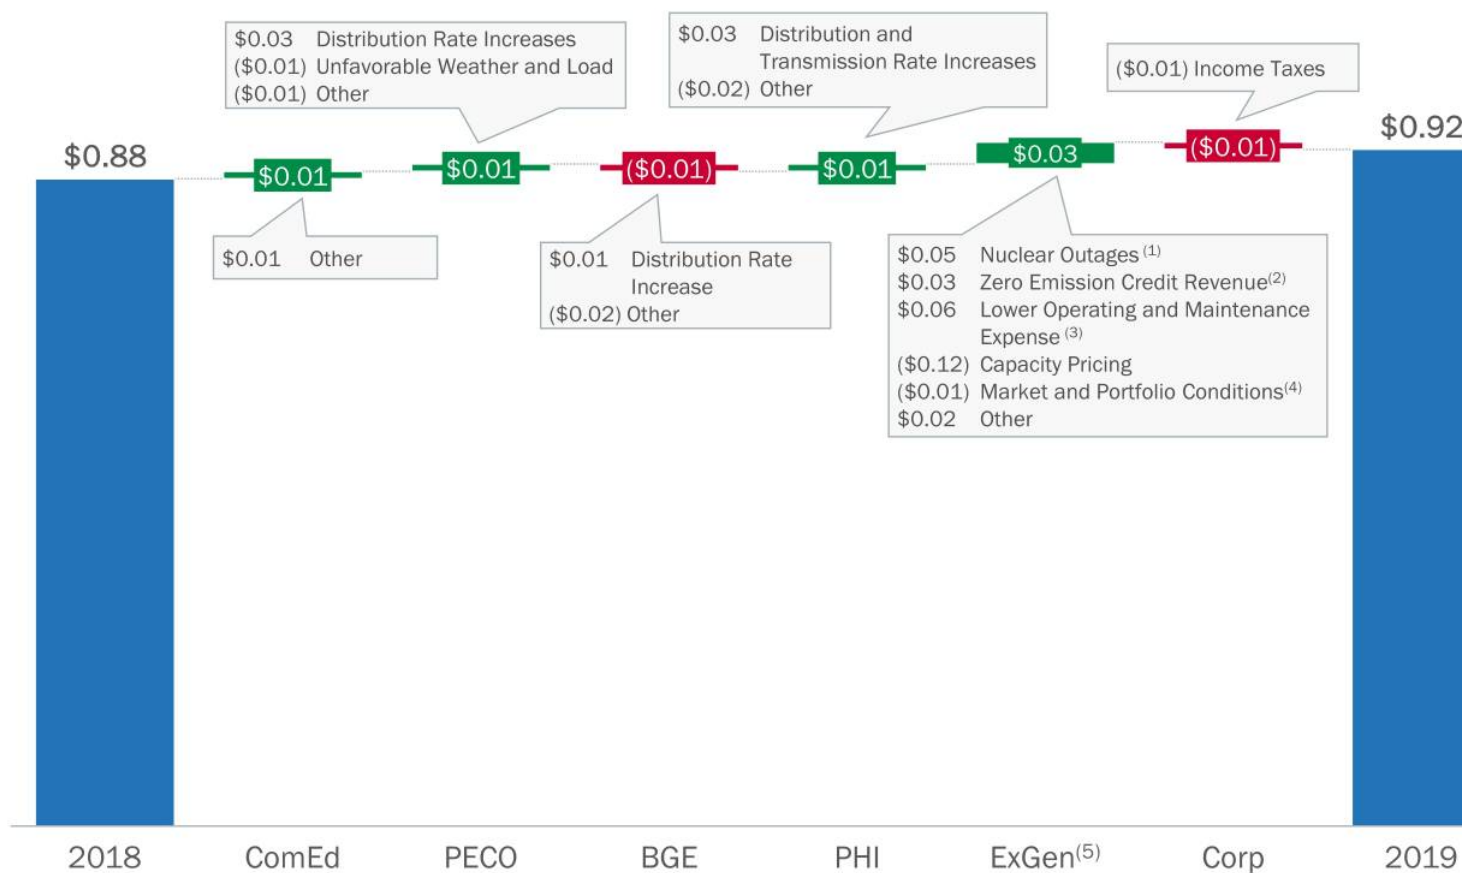 $0.03 Distribution Rate Increases
($0.01) Unfavorable Weather and Load
($0.01) Other
$0.03 Distribution and
Transmission Rate Increases
($0.02) Other
($0.01) Income Taxes
$0.88
$0.01
$0.01
($0.01)
$0.01
$0.03
($0.01)
$0.92
$0.01 Other
$0.01 Distribution Rate
Increase
($0.02) Other
$0.05 Nuclear Outages (1)
$0.03 Zero Emission Credit Revenue(2)
$0.06 Lower Operating and Maintenance
Expense (3)
($0.12) Capacity Pricing
($0.01) Market and Portfolio Conditions(4)
$0.02 Other
2018 ComEd PECO BGE PHI ExGen(5) Corp 2019